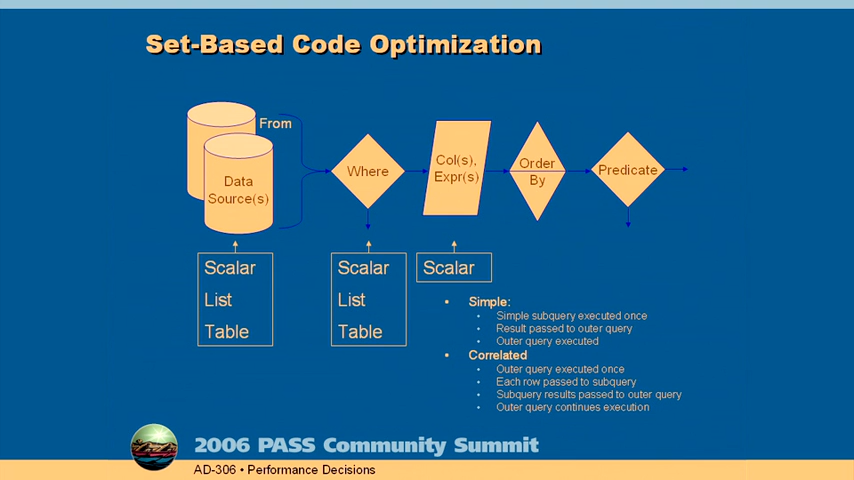 Set-Based Code Optimization
From
Data
Source(s)
Where
Col(s),
Expr(s)
Order
By
Predicate
Scalar
List
Table
Scalar
List
Table
Scalar
▪ Simple:
• Simple subquery executed once
• Result passed to outer query
• Outer query executed
▪ Correlated
• Outer query executed once
• Each row passed to subquery
• Subquery results passed to outer query
• Outer query continues execution
2006 PASS Community Summit
AD-306 • Performance Decisions